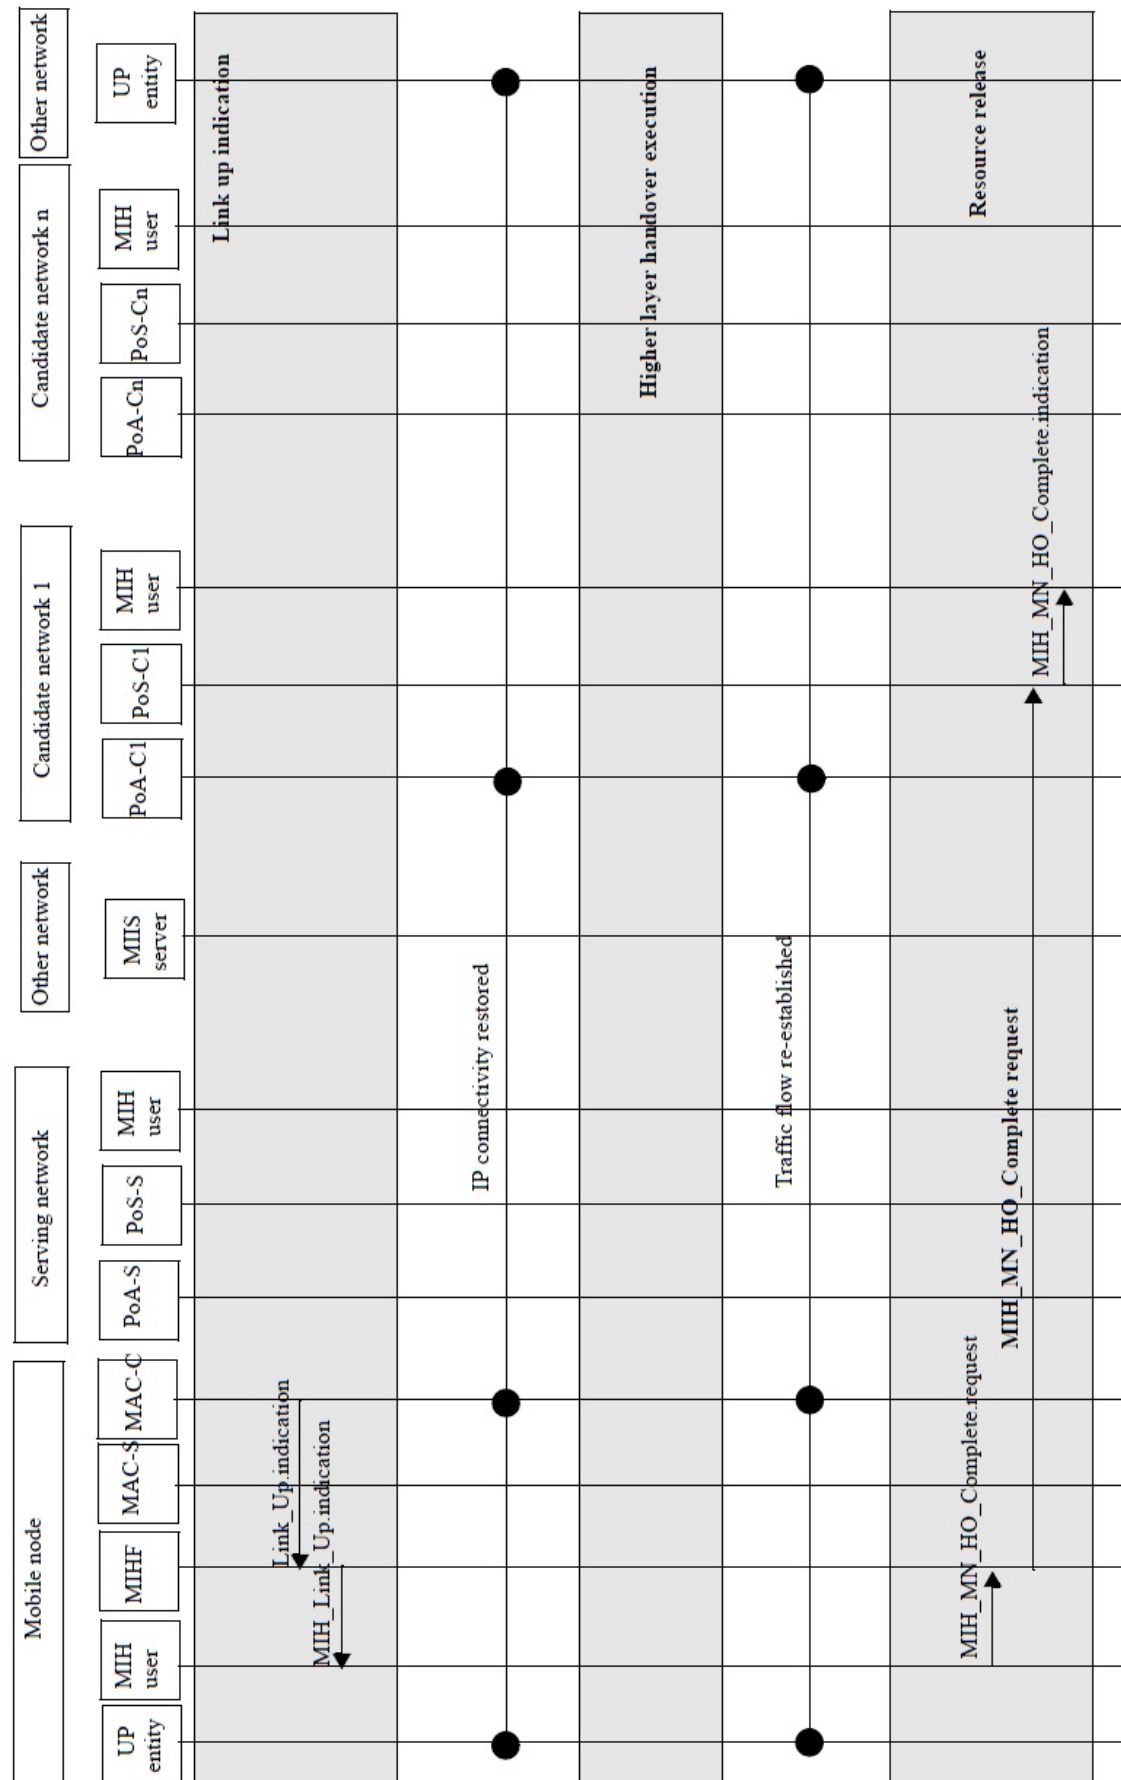 Mobile node
Serving network
Other network
Candidate network 1
Candidate network n
Other network
UP
entity
MIH
user
MIHF
MAC-S
MAC-C
PoA-S
PoS-S
MIH
user
MIIS
server
PoA-C1
PoS-C1
MIH
user
PoA-Cn
PoS-Cn
MIH
user
UP
entity
Link up indication
Link_Up.indication
MIH_Link_Up.indication
IP connectivity restored
Higher layer handover execution
Traffic flow re-established
Resource release
MIH_MN_HO_Complete.request
MIH_MN_HO_Complete request
MIH_MN_HO_Complete.indication